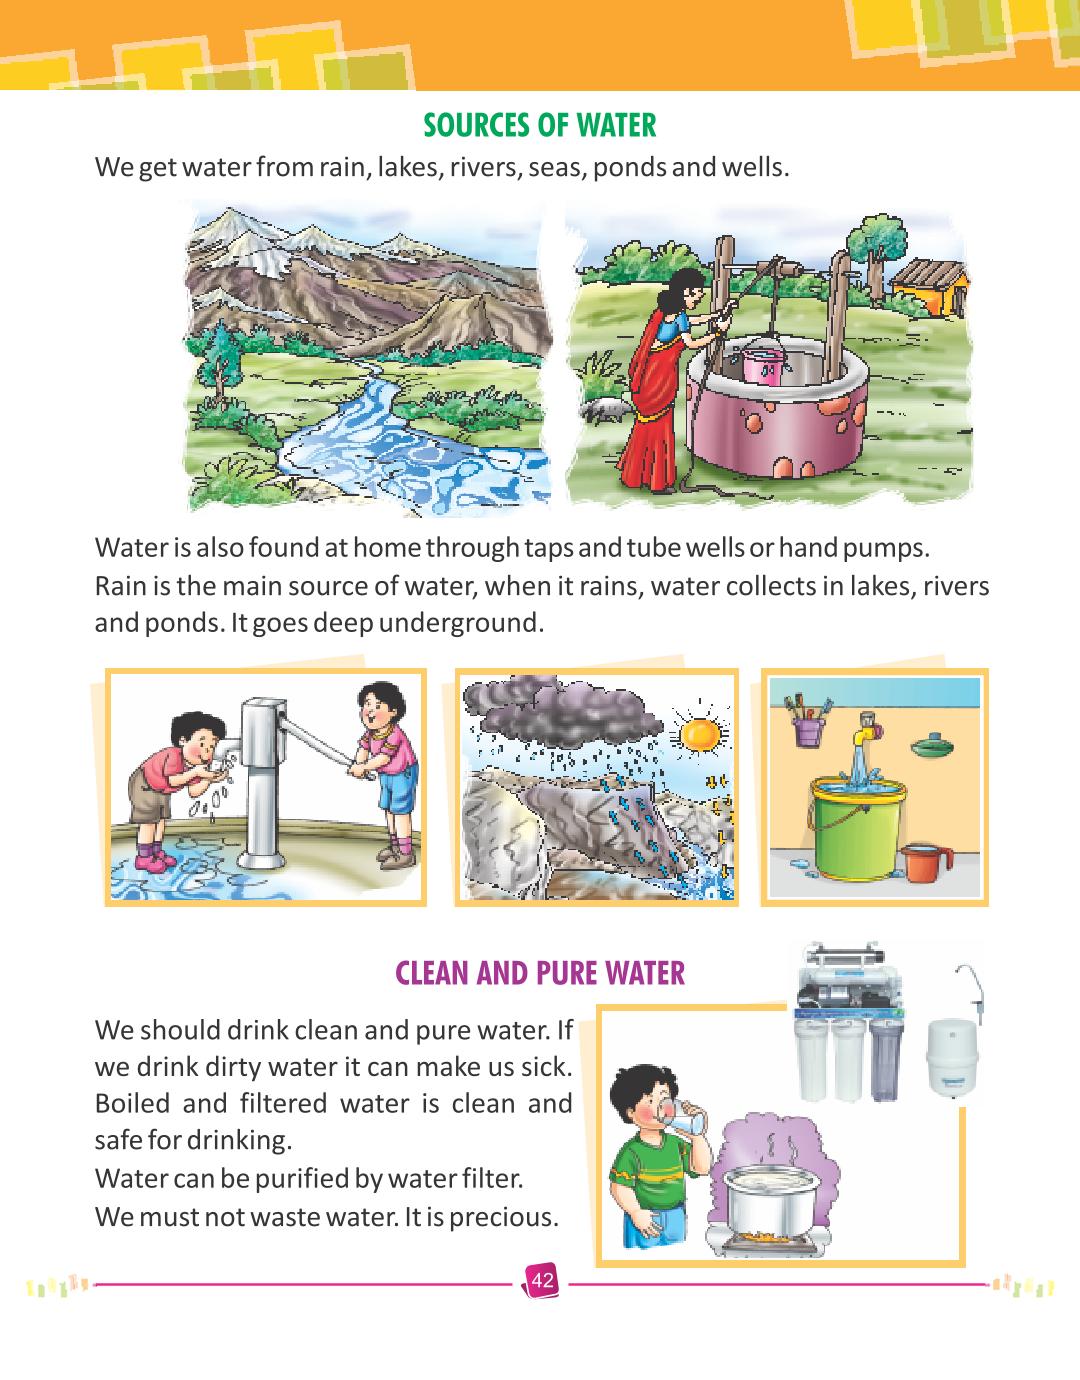 SOURCES OF WATER
We get water from rain, lakes, rivers, seas, ponds and wells.
Water is also found at home through taps and tube wells or hand pumps.
Rain is the main source of water, when it rains, water collects in lakes, rivers
and ponds. It goes deep underground.
CLEAN AND PURE WATER
We should drink clean and pure water. If
we drink dirty water it can make us sick.
Boiled and filtered water is clean and
safe for drinking.
Water can be purified by water filter.
We must not waste water. It is precious.
42